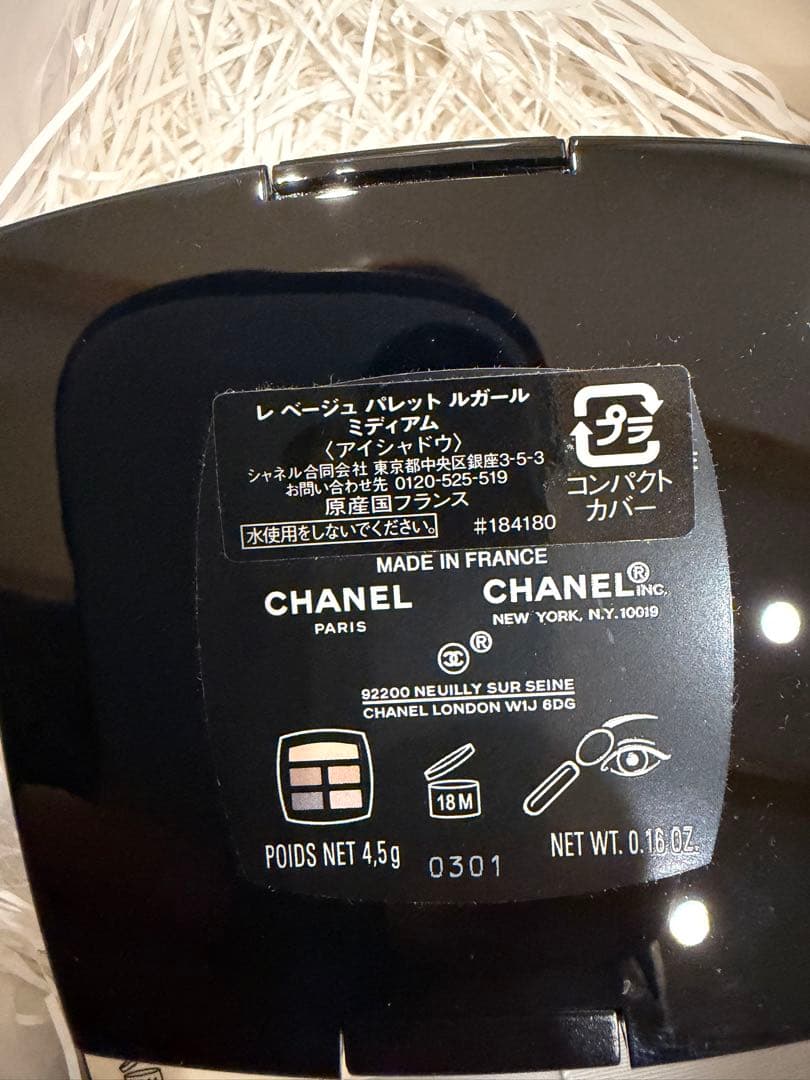 レ ベージュ パレット ルガール
ミディアム
〈アイシャドウ〉
シャネル合同会社 東京都中央区銀座3-5-3
お問い合わせ先 0120-525-519
原産国フランス
水使用をしないでください。 #184180
プラ
コンパクト
カバー
MADE IN FRANCE
CHANEL
PARIS
CHANEL® INC.
NEW YORK, N.Y. 10019
®
92200 NEUILLY SUR SEINE
CHANEL LONDON W1J 6DG
18M
POIDS NET 4,5g
0301
NET WT. 0.16 OZ.